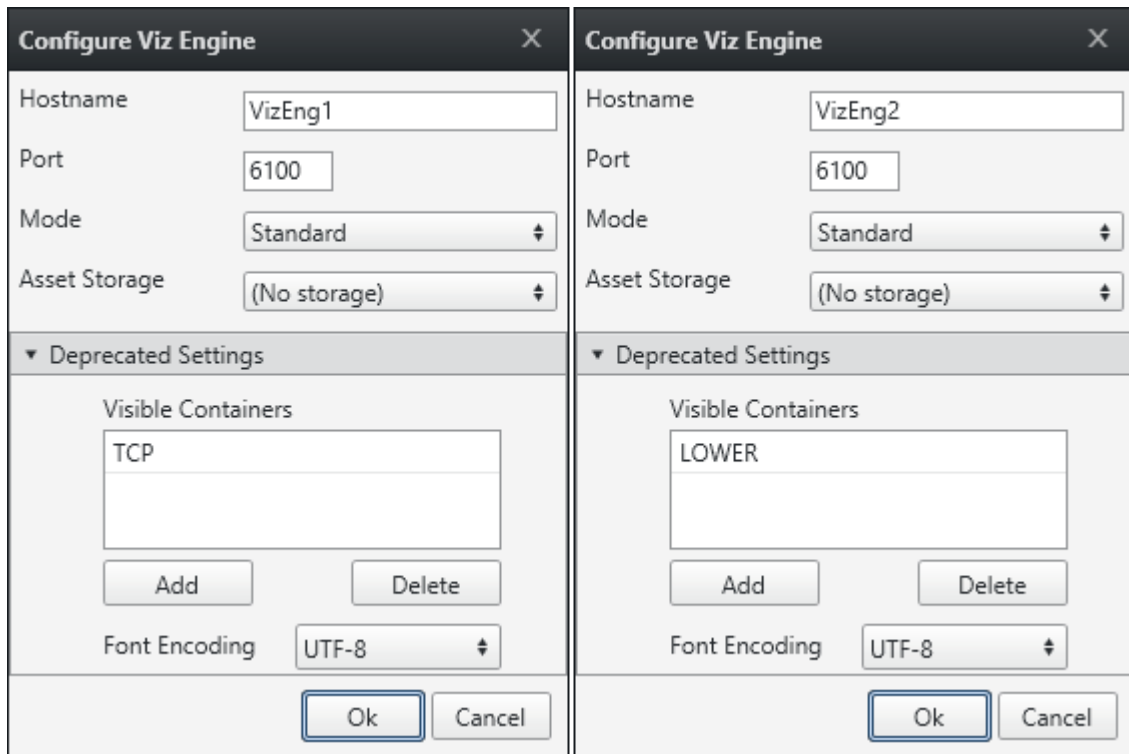 Configure Viz Engine
Hostname VizEng1
Port 6100
Mode Standard
Asset Storage (No storage)
Deprecated Settings
Visible Containers
TCP
Add Delete
Font Encoding UTF-8
Ok Cancel
Configure Viz Engine
Hostname VizEng2
Port 6100
Mode Standard
Asset Storage (No storage)
Deprecated Settings
Visible Containers
LOWER
Add Delete
Font Encoding UTF-8
Ok Cancel